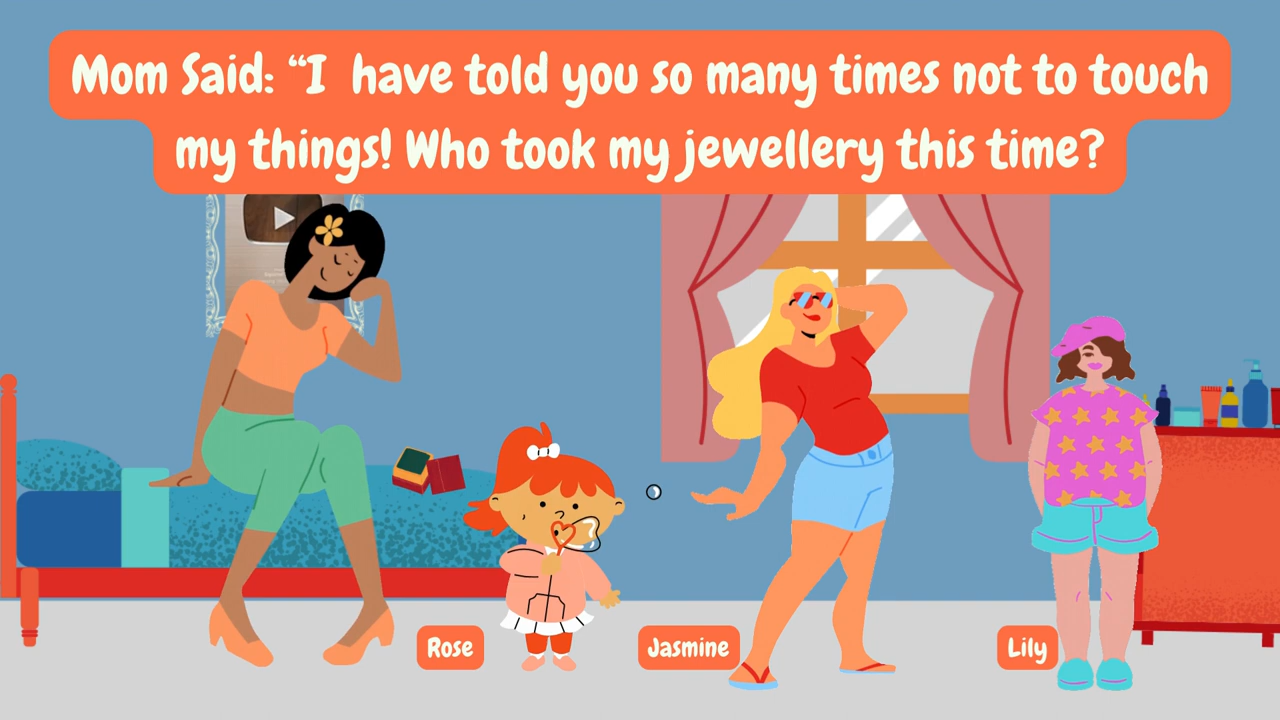 Mom Said: “I have told you so many times not to touch
my things! Who took my jewellery this time?
Rose
Jasmine
Lily